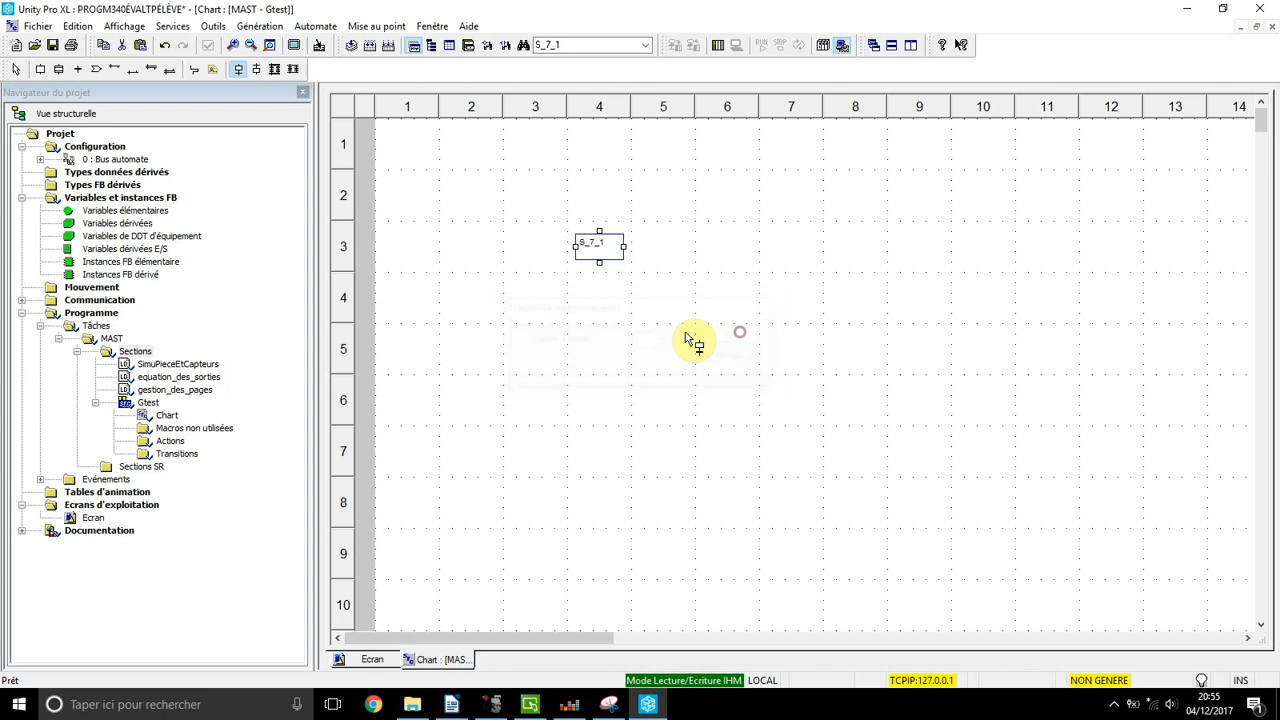 Unity Pro XL : PROGM340ÉVALTPÉLÈVE* - [Chart : [MAST - Gtest]]
Fichier Edition Affichage Services Outils Génération Automate Mise au point Fenêtre Aide
S_7_1
RUN STOP
Navigateur du projet
Vue structurelle
Projet
Configuration
0 : Bus automate
Types données dérivés
Types FB dérivés
Variables et instances FB
Variables élémentaires
Variables dérivées
Variables de DDT d'équipement
Variables dérivées E/S
Instances FB élémentaire
Instances FB dérivé
Mouvement
Communication
Programme
Tâches
MAST
Sections
SimuPieceEtCapteurs
equation_des_sorties
gestion_des_pages
Gtest
Chart
Macros non utilisées
Actions
Transitions
Sections SR
Evénements
Tables d'animation
Ecrans d'exploitation
Ecran
Documentation
1 2 3 4 5 6 7 8 9 10 11 12 13 14
1
2
3
S_7_1
4
5
6
7
8
9
10
Ecran Chart : [MAS...
Prêt
Mode Lecture/Ecriture IHM LOCAL TCPIP:127.0.0.1 NON GENERE INS
Taper ici pour rechercher
20:55
04/12/2017